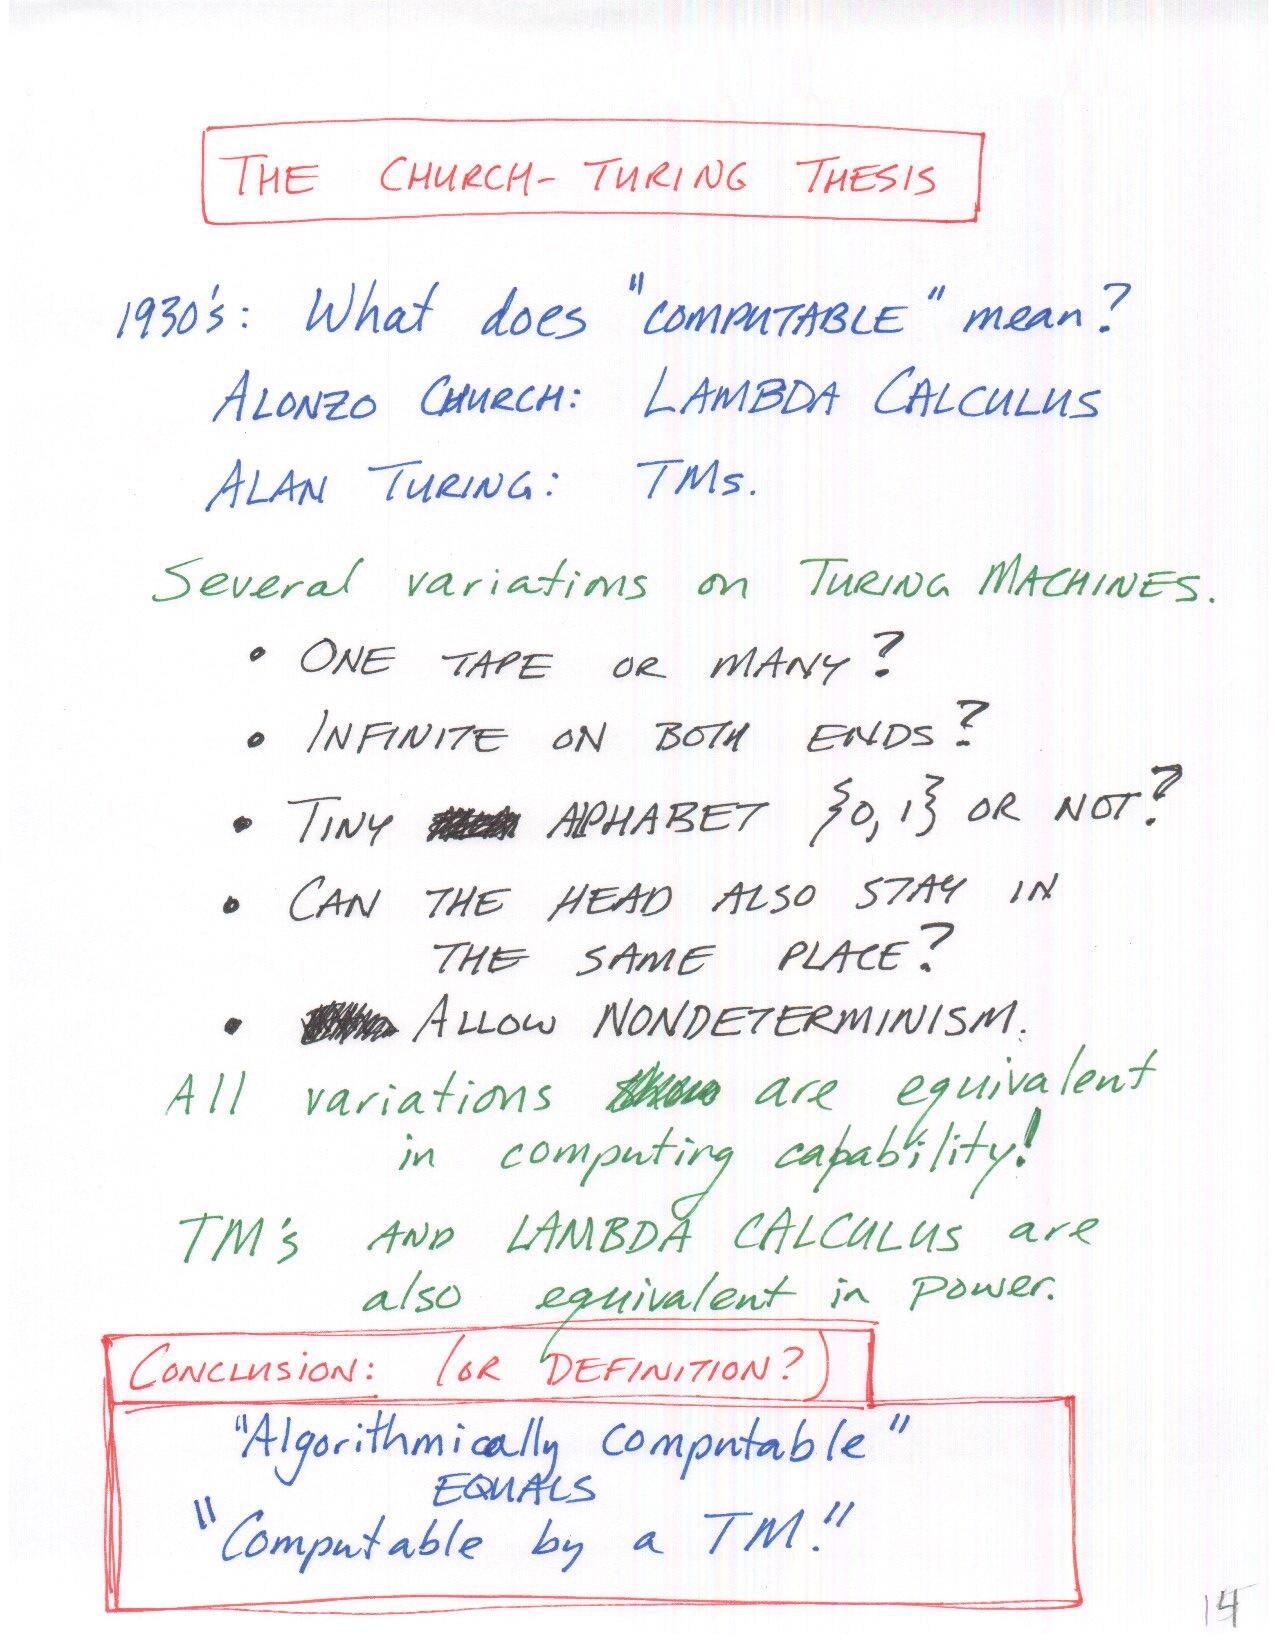 THE CHURCH-TURING THESIS
1930's: What does "COMPUTABLE" mean?
ALONZO CHURCH: LAMBDA CALCULUS
ALAN TURING: TMs.
Several variations on TURING MACHINES.
• ONE TAPE OR MANY?
• INFINITE ON BOTH ENDS?
• TINY ALPHABET {0,1} OR NOT?
• CAN THE HEAD ALSO STAY IN
THE SAME PLACE?
• ALLOW NONDETERMINISM.
All variations are equivalent
in computing capability!
TM's AND LAMBDA CALCULUS are
also equivalent in power.
CONCLUSION: (OR DEFINITION?)
"Algorithmically computable"
EQUALS
"Computable by a TM."
14